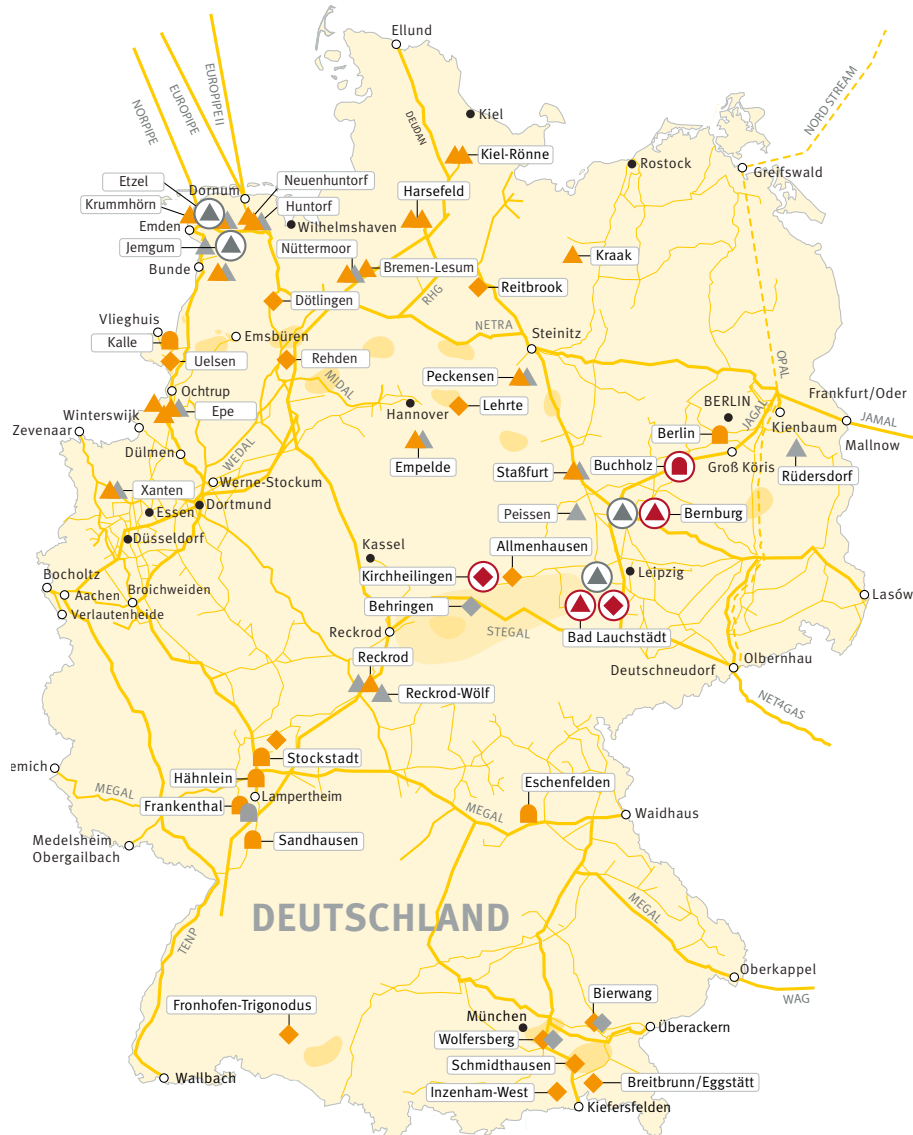 Ellund
NORPIPE
EUROPIPE
EUROPIPE II
DEUDAN
Kiel
NORD STREAM
Kiel-Rönne
Rostock
Greifswald
Etzel
Dornum
Neuenhuntorf
Krummhörn
Huntorf
Harsefeld
Emden
Wilhelmshaven
Jemgum
Nüttermoor
Bunde
Bremen-Lesum
Kraak
Dötlingen
RHG
Reitbrook
Vlieghuis
Emsbüren
NETRA
Steinitz
Kalle
Uelsen
Rehden
OPAL
MIDAL
Peckensen
Ochtrup
Epe
Hannover
Lehrte
BERLIN
JAGAL
Frankfurt/Oder
Winterswijk
Kienbaum
JAMAL
Zevenaar
Berlin
Mallnow
Dülmen
WEDAL
Empelde
Staßfurt
Buchholz
Groß Köris
Rüdersdorf
Werne-Stockum
Xanten
Dortmund
Essen
Peissen
Bernburg
Düsseldorf
Kassel
Allmenhausen
Bocholtz
Kirchheilingen
Leipzig
Aachen
Broichweiden
Behringen
Lasów
Verlautenheide
Reckrod
STEGAL
Bad Lauchstädt
Reckrod
Deutschneudorf
Olbernhau
Reckrod-Wölf
NET4GAS
Stockstadt
emich
Hähnlein
Eschenfelden
MEGAL
Frankenthal
Lampertheim
MEGAL
Waidhaus
Medelsheim
Obergailbach
Sandhausen
DEUTSCHLAND
MEGAL
TENP
Oberkappel
WAG
Fronhofen-Trigonodus
Bierwang
München
Überackern
Wolfersberg
Schmidthausen
Wallbach
Inzenham-West
Breitbrunn/Eggstätt
Kiefersfelden